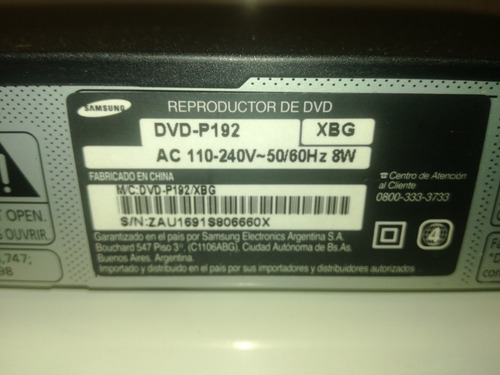 SAMSUNG
REPRODUCTOR DE DVD
DVD-P192
XBG
AC 110-240V~50/60Hz 8W
FABRICADO EN CHINA
M/C:DVD-P192/XBG
S/N:ZAU1691S806660X
☎Centro de Atención
al Cliente
0800-333-3733
Garantizado en el país por Samsung Electronics Argentina S.A.
Bouchard 547 Piso 3°, (C1106ABG), Ciudad Autónoma de Bs.As.
Buenos Aires, Argentina.
Importado y distribuido en el país por importadores y distribuidores autorizados
4
T OPEN.
OUVRIR
,747;
98
"D